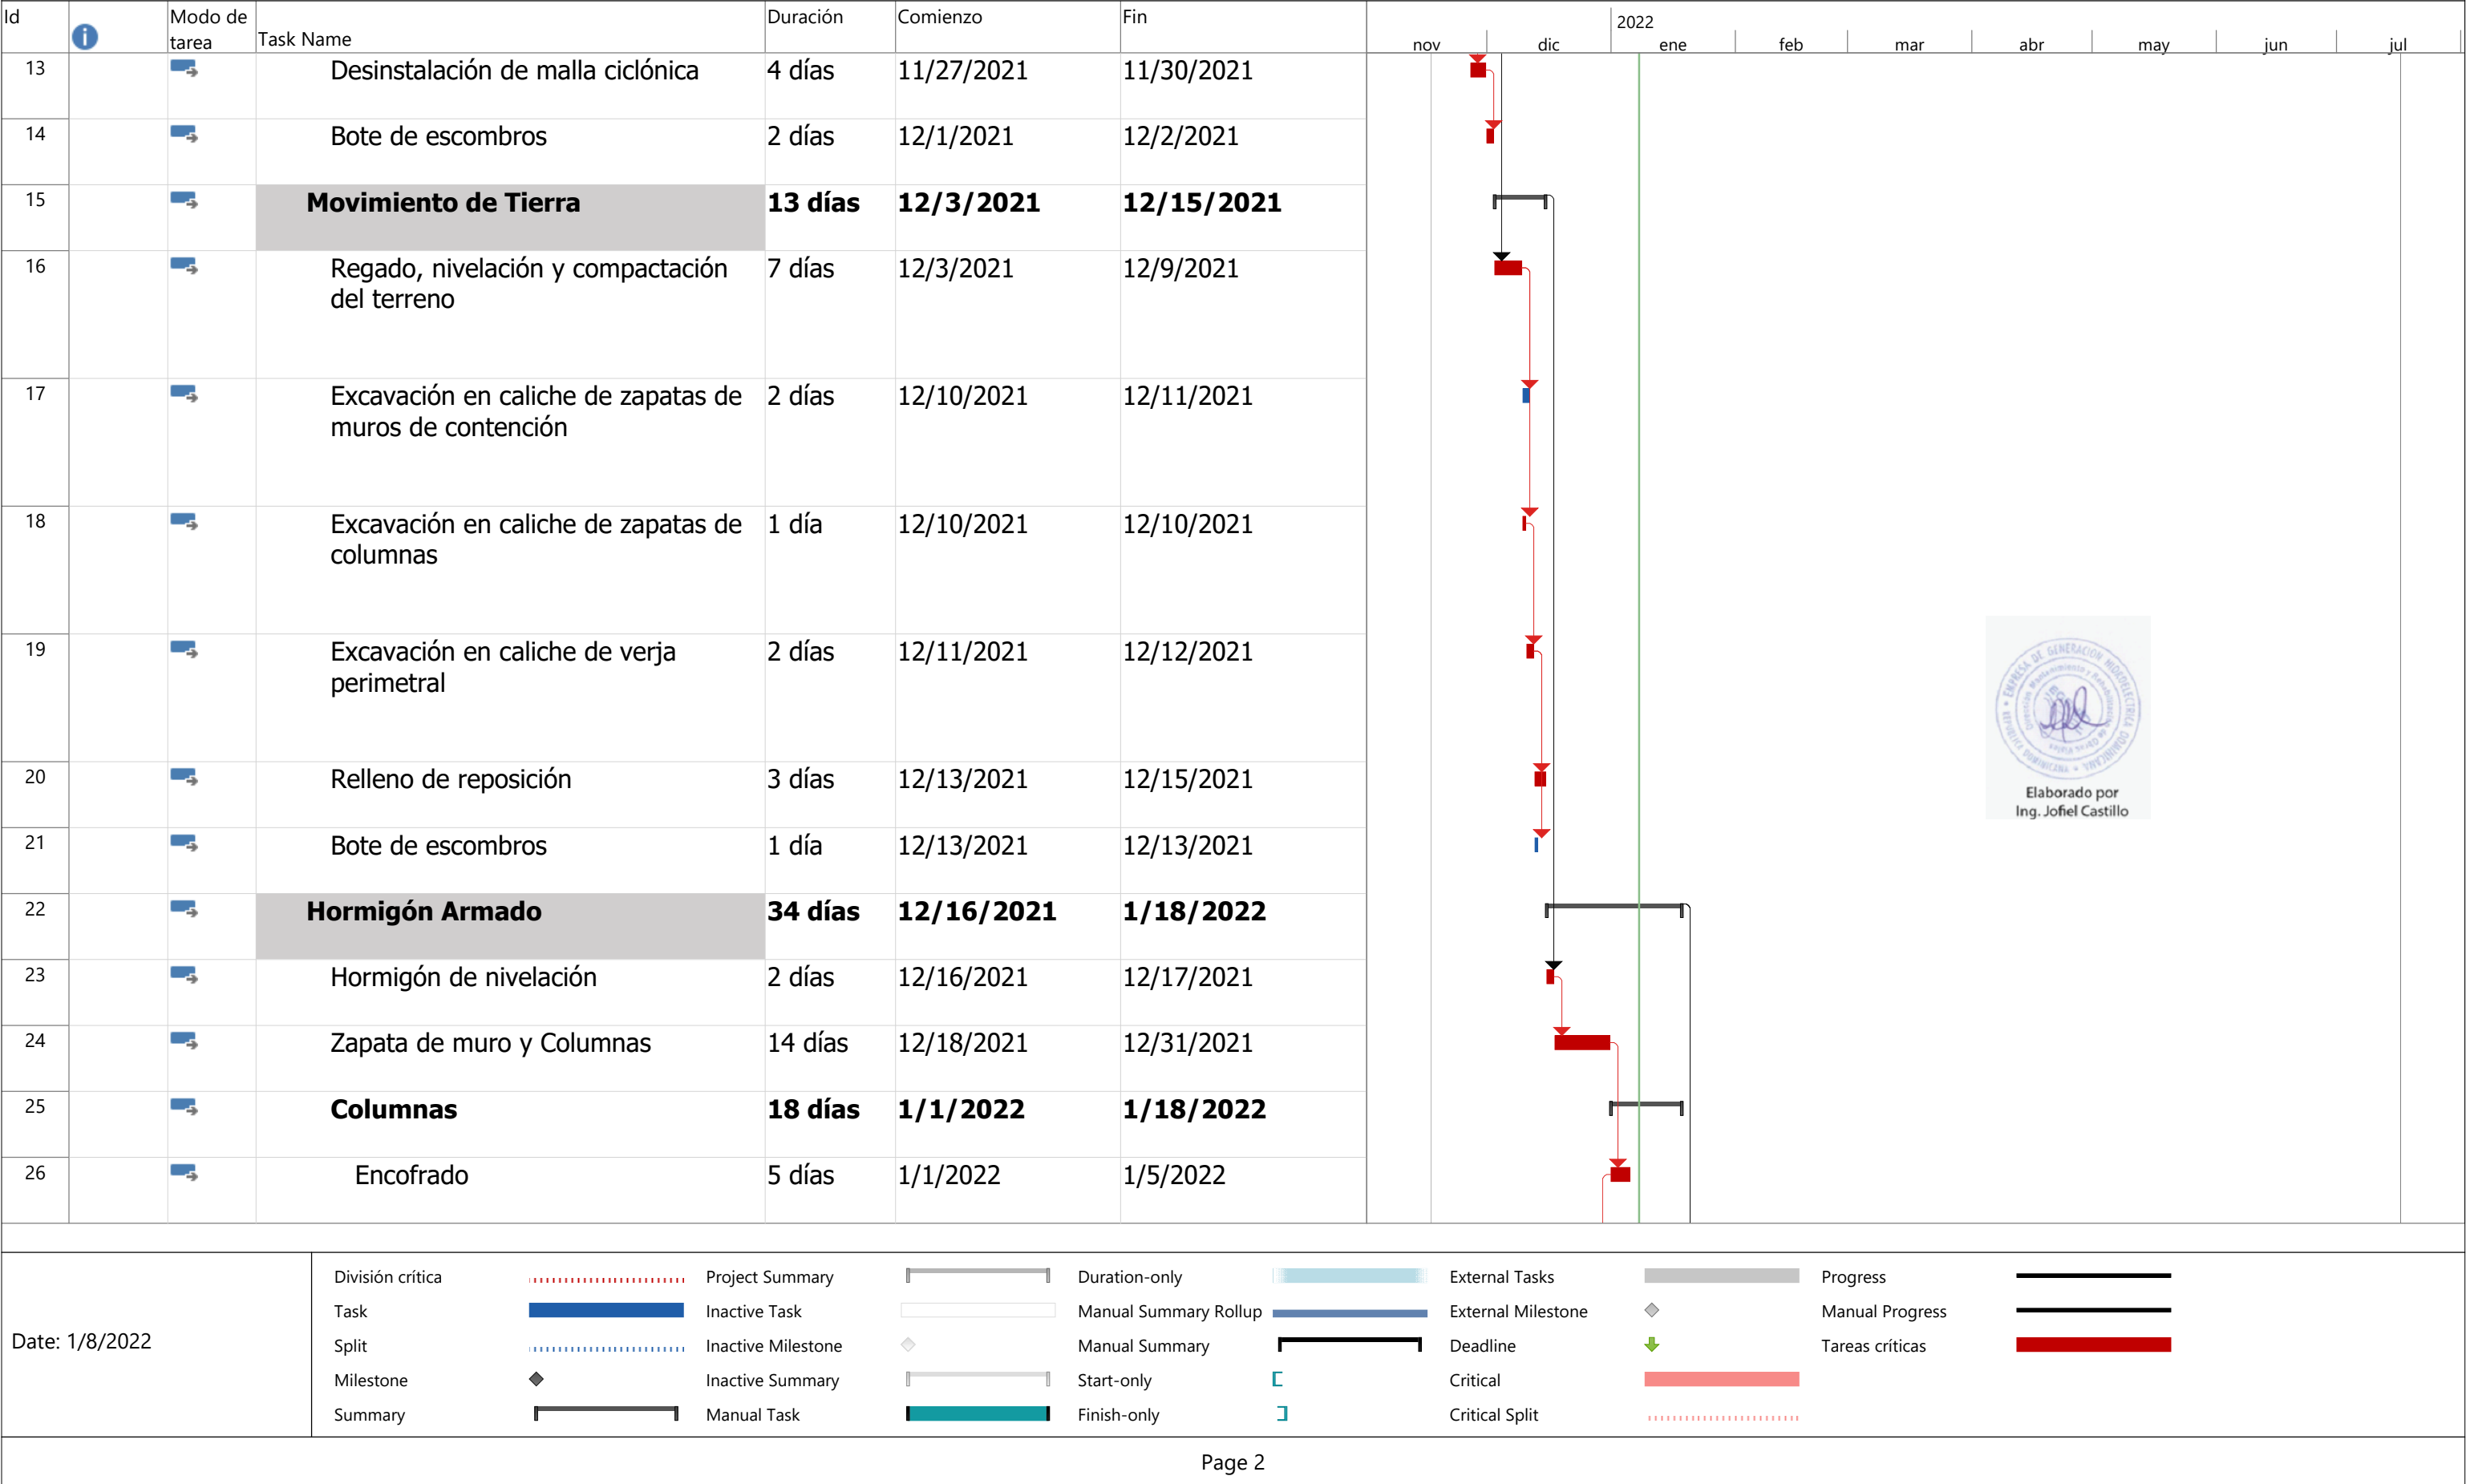 Id
Modo de
tarea
Task Name
Duración
Comienzo
Fin
2022
nov dic ene feb mar abr may jun jul
13 Desinstalación de malla ciclónica 4 días 11/27/2021 11/30/2021
14 Bote de escombros 2 días 12/1/2021 12/2/2021
15 Movimiento de Tierra 13 días 12/3/2021 12/15/2021
16 Regado, nivelación y compactación 7 días 12/3/2021 12/9/2021
del terreno
17 Excavación en caliche de zapatas de 2 días 12/10/2021 12/11/2021
muros de contención
18 Excavación en caliche de zapatas de 1 día 12/10/2021 12/10/2021
columnas
19 Excavación en caliche de verja 2 días 12/11/2021 12/12/2021
perimetral
20 Relleno de reposición 3 días 12/13/2021 12/15/2021
21 Bote de escombros 1 día 12/13/2021 12/13/2021
22 Hormigón Armado 34 días 12/16/2021 1/18/2022
23 Hormigón de nivelación 2 días 12/16/2021 12/17/2021
24 Zapata de muro y Columnas 14 días 12/18/2021 12/31/2021
25 Columnas 18 días 1/1/2022 1/18/2022
26 Encofrado 5 días 1/1/2022 1/5/2022
EMPRESA DE GENERACION HIDROELECTRICA DOMINICANA
REPUBLICA DOMINICANA
Elaborado por
Ing. Jofiel Castillo
Date: 1/8/2022
División crítica Project Summary Duration-only External Tasks Progress
Task Inactive Task Manual Summary Rollup External Milestone Manual Progress
Split Inactive Milestone Manual Summary Deadline Tareas críticas
Milestone Inactive Summary Start-only Critical
Summary Manual Task Finish-only Critical Split
Page 2